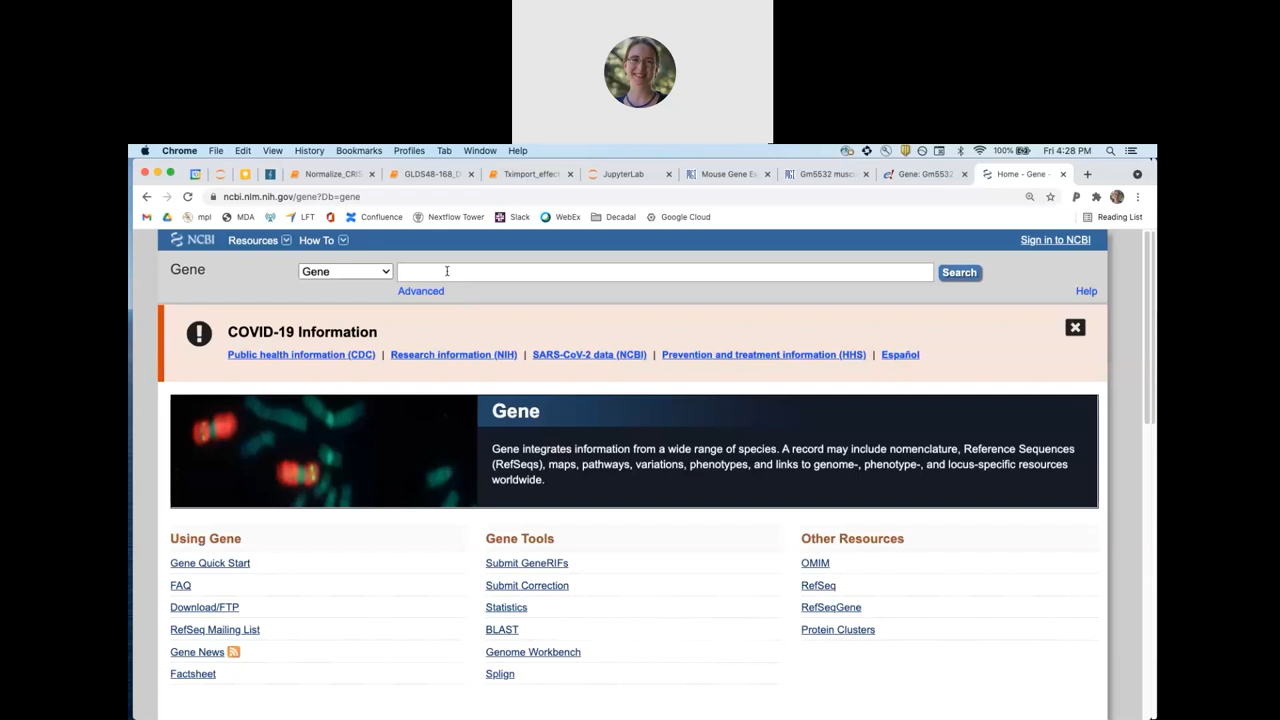 Chrome File Edit View History Bookmarks Profiles Tab Window Help 100% Fri 4:28 PM
Normalize_CRIS GLDS48-168_D Tximport_effect JupyterLab Mouse Gene Ex Gm5532 musc Gene: Gm5532 Home - Gene -
ncbi.nlm.nih.gov/gene?Db=gene
mpl MDA LFT Confluence Nextflow Tower Slack WebEx Decadal Google Cloud Reading List
NCBI Resources How To Sign in to NCBI
Gene Gene Search
Advanced Help
COVID-19 Information
Public health information (CDC) | Research information (NIH) | SARS-CoV-2 data (NCBI) | Prevention and treatment information (HHS) | Español
Gene
Gene integrates information from a wide range of species. A record may include nomenclature, Reference Sequences
(RefSeqs), maps, pathways, variations, phenotypes, and links to genome-, phenotype-, and locus-specific resources
worldwide.
Using Gene
Gene Quick Start
FAQ
Download/FTP
RefSeq Mailing List
Gene News
Factsheet
Gene Tools
Submit GeneRIFs
Submit Correction
Statistics
BLAST
Genome Workbench
Splign
Other Resources
OMIM
RefSeq
RefSeqGene
Protein Clusters